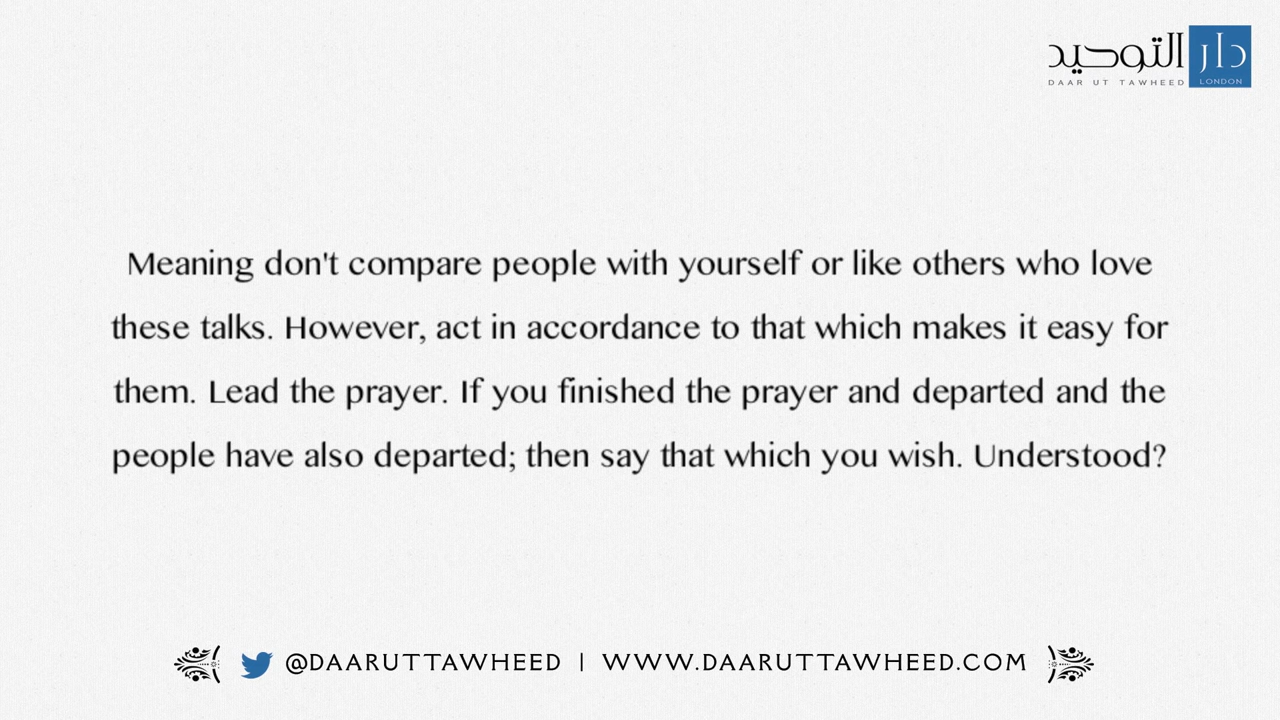 التوحيد دار
DAAR UT TAWHEED LONDON
Meaning don't compare people with yourself or like others who love
these talks. However, act in accordance to that which makes it easy for
them. Lead the prayer. If you finished the prayer and departed and the
people have also departed; then say that which you wish. Understood?
@DAARUTTAWHEED | WWW.DAARUTTAWHEED.COM